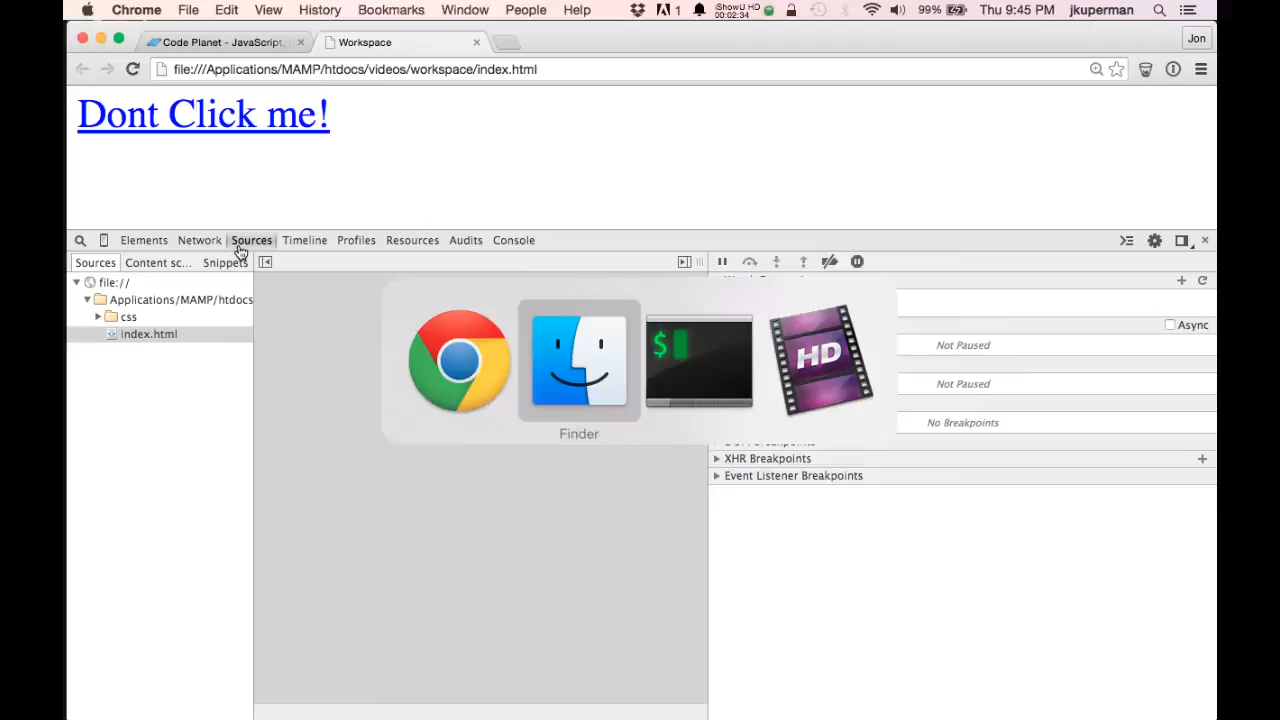 Chrome File Edit View History Bookmarks Window People Help 1 iShowU HD 00:02:34 99% Thu 9:45 PM jkuperman
Code Planet - JavaScript, Workspace Jon
file:///Applications/MAMP/htdocs/videos/workspace/index.html
Dont Click me!
Elements Network Sources Timeline Profiles Resources Audits Console
Sources Content sc... Snippets
file://
Applications/MAMP/htdocs
css
Async
index.html
$
HD
Not Paused
Not Paused
No Breakpoints
Finder
XHR Breakpoints
Event Listener Breakpoints